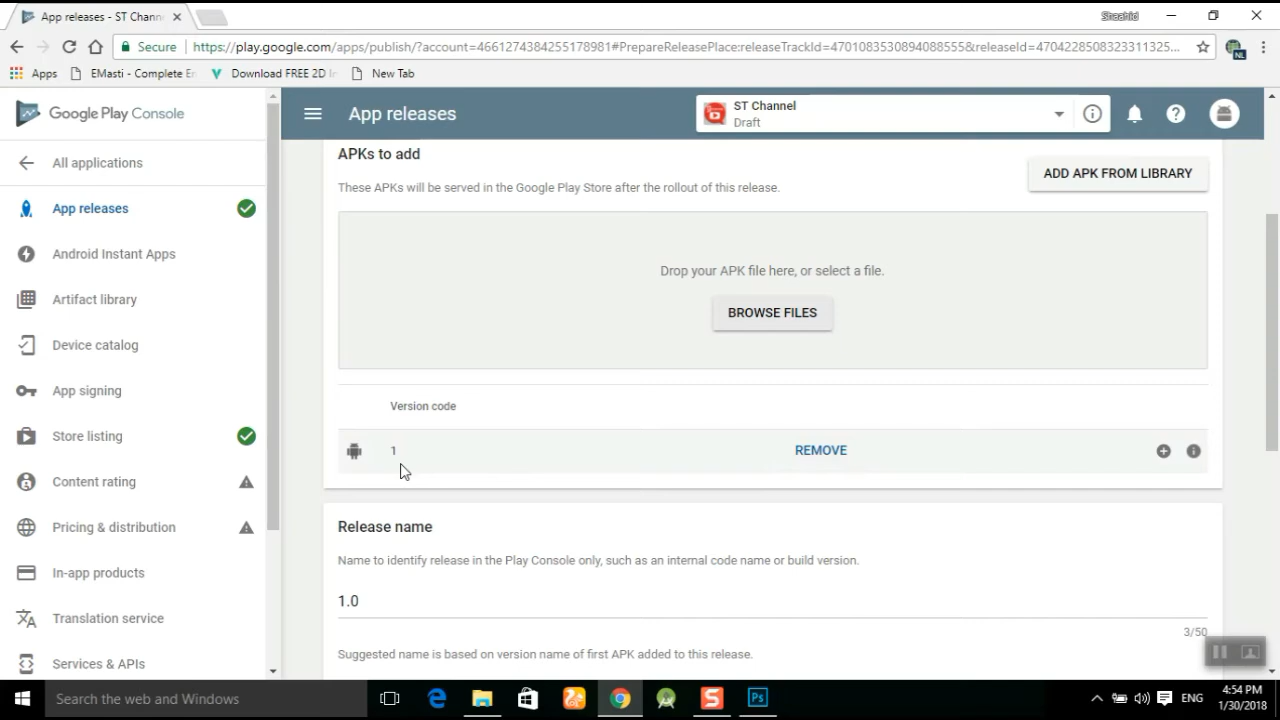 App releases - ST Chann
Shaahid
Secure
https://play.google.com/apps/publish/?account=4661274384255178981#PrepareReleasePlace:releaseTrackId=4701083530894088555&releaseId=4704228508323311325...
Apps
EMasti - Complete En
Download FREE 2D I
New Tab
NL
Google Play Console
App releases
ST Channel
Draft
All applications
App releases
Android Instant Apps
Artifact library
Device catalog
App signing
Store listing
Content rating
Pricing & distribution
In-app products
Translation service
Services & APIs
APKs to add
These APKs will be served in the Google Play Store after the rollout of this release.
ADD APK FROM LIBRARY
Drop your APK file here, or select a file.
BROWSE FILES
Version code
1
REMOVE
Release name
Name to identify release in the Play Console only, such as an internal code name or build version.
1.0
3/50
Suggested name is based on version name of first APK added to this release.
Search the web and Windows
ENG
4:54 PM
1/30/2018